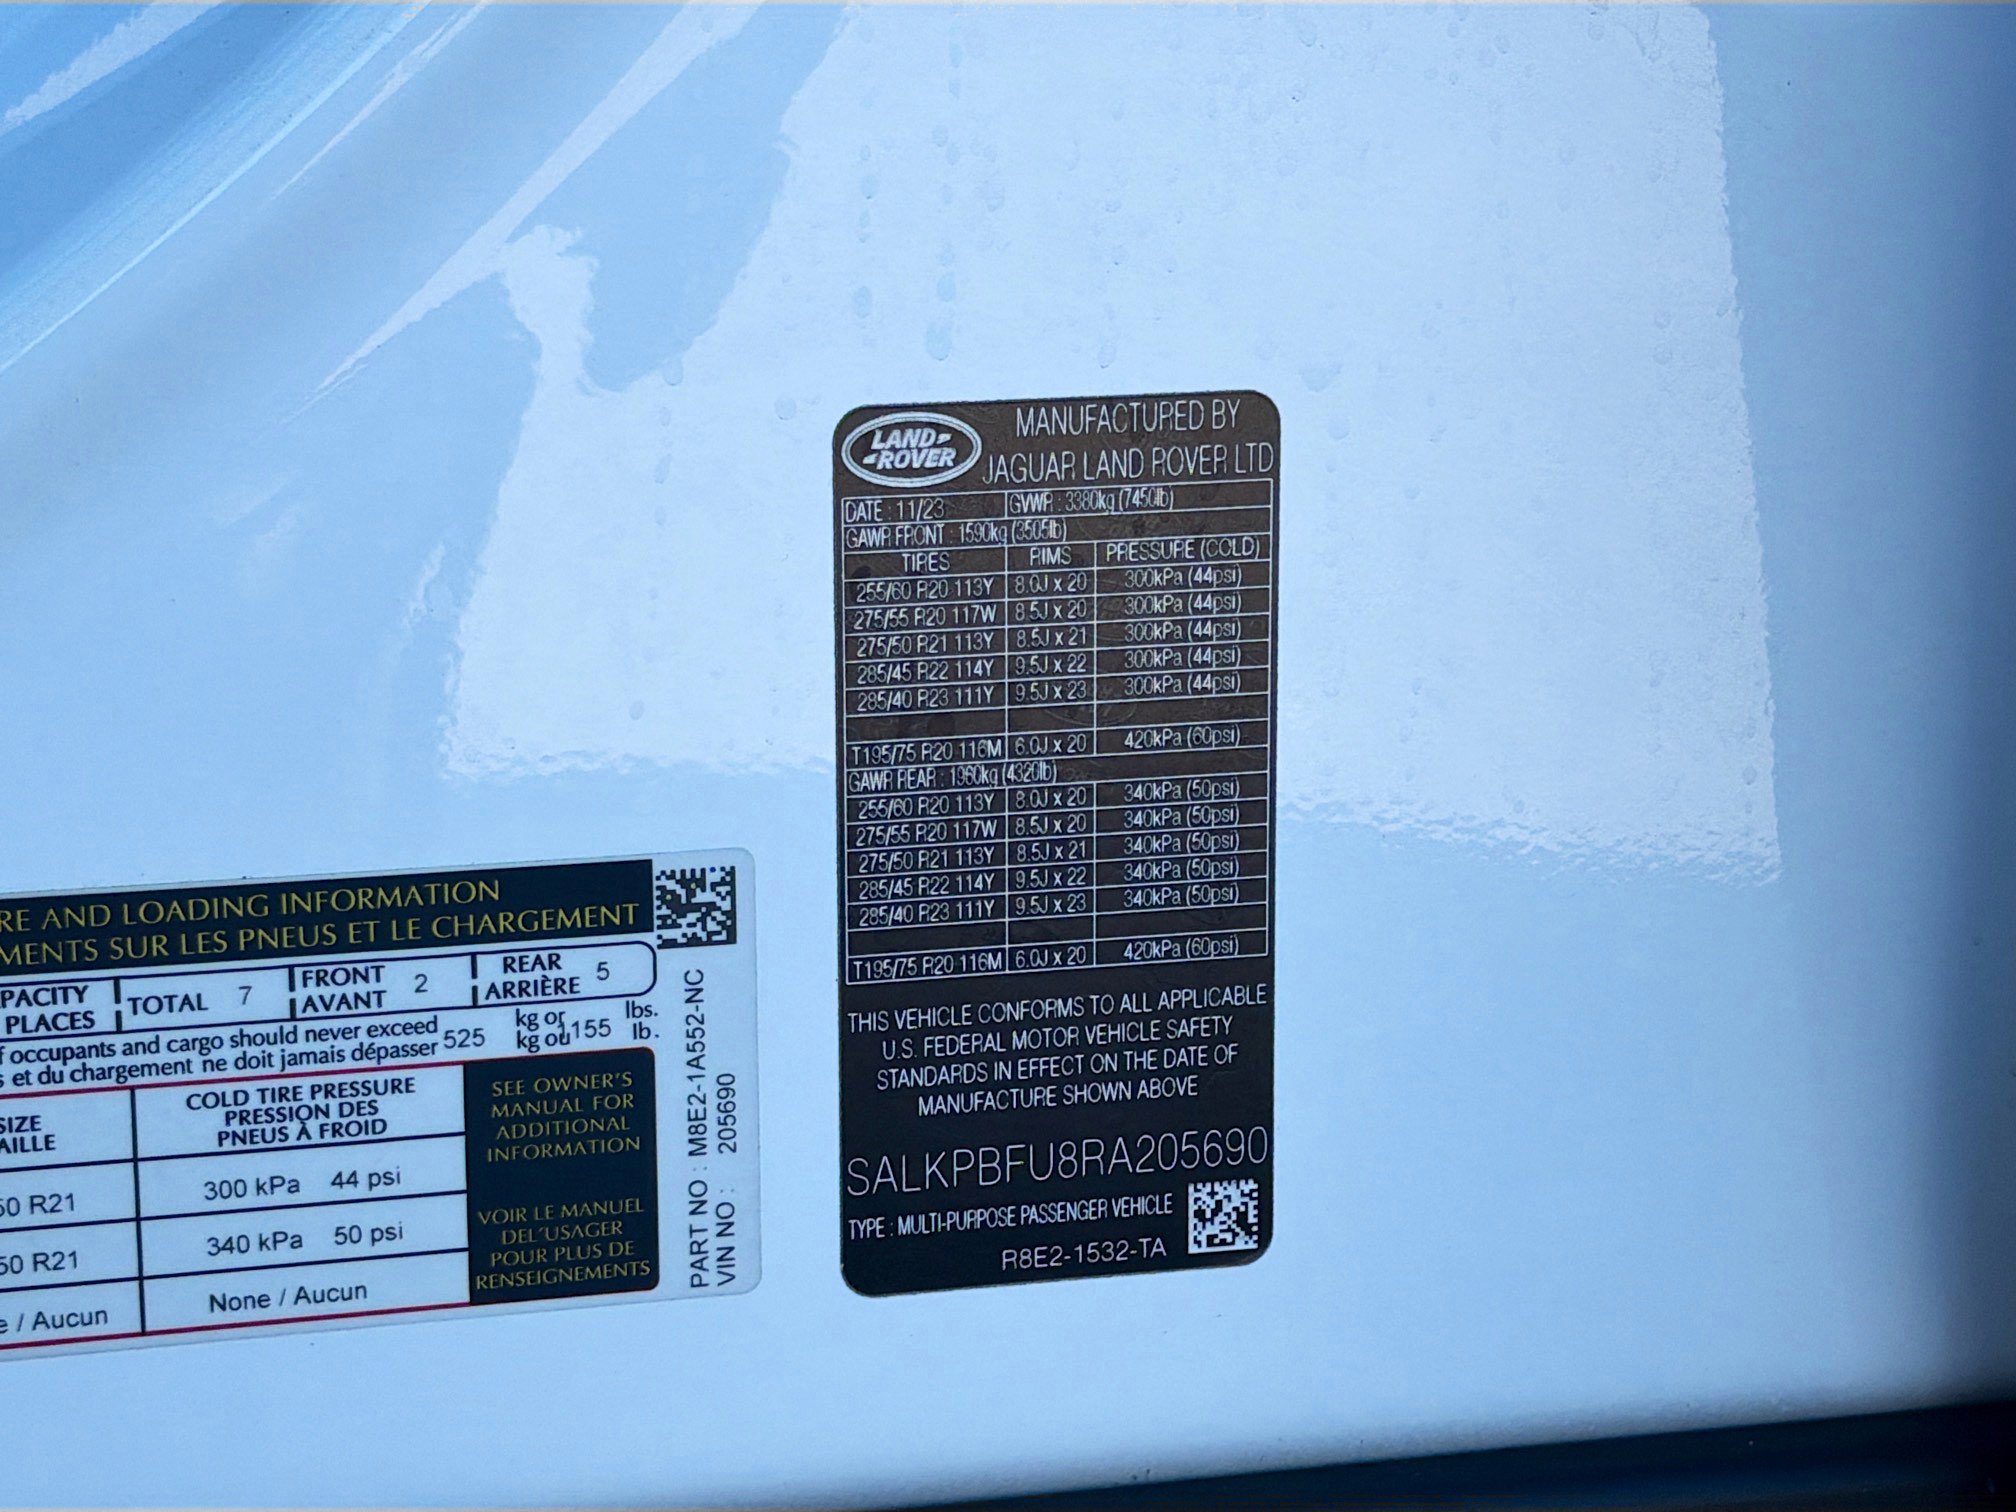 LAND-
-ROVER
MANUFACTURED BY
JAGUAR LAND ROVER LTD
DATE : 11/23 GVWR : 3380kg (7450lb)
GAWR FRONT : 1590kg (3505lb)
TIRES RIMS PRESSURE (COLD)
255/60 R20 113Y 8.0J x 20 300kPa (44psi)
275/55 R20 117W 8.5J x 20 300kPa (44psi)
275/50 R21 113Y 8.5J x 21 300kPa (44psi)
285/45 R22 114Y 9.5J x 22 300kPa (44psi)
285/40 R23 111Y 9.5J x 23 300kPa (44psi)
T195/75 R20 116M 6.0J x 20 420kPa (60psi)
GAWR REAR : 1960kg (4320lb)
255/60 R20 113Y 8.0J x 20 340kPa (50psi)
275/55 R20 117W 8.5J x 20 340kPa (50psi)
275/50 R21 113Y 8.5J x 21 340kPa (50psi)
285/45 R22 114Y 9.5J x 22 340kPa (50psi)
285/40 R23 111Y 9.5J x 23 340kPa (50psi)
T195/75 R20 116M 6.0J x 20 420kPa (60psi)
THIS VEHICLE CONFORMS TO ALL APPLICABLE
U.S. FEDERAL MOTOR VEHICLE SAFETY
STANDARDS IN EFFECT ON THE DATE OF
MANUFACTURE SHOWN ABOVE
SALKPBFU8RA205690
TYPE : MULTI-PURPOSE PASSENGER VEHICLE
R8E2-1532-TA
RE AND LOADING INFORMATION
MENTS SUR LES PNEUS ET LE CHARGEMENT
PACITY TOTAL 7 FRONT 2 REAR 5
PLACES AVANT ARRIÈRE
f occupants and cargo should never exceed 525 kg or 1155 lbs.
s et du chargement ne doit jamais dépasser kg ou lb.
SIZE
AILLE
COLD TIRE PRESSURE
PRESSION DES
PNEUS À FROID
50 R21 300 kPa 44 psi
50 R21 340 kPa 50 psi
e / Aucun None / Aucun
SEE OWNER'S
MANUAL FOR
ADDITIONAL
INFORMATION
VOIR LE MANUEL
DEL'USAGER
POUR PLUS DE
RENSEIGNEMENTS
PART NO : M8E2-1A552-NC
VIN NO : 205690